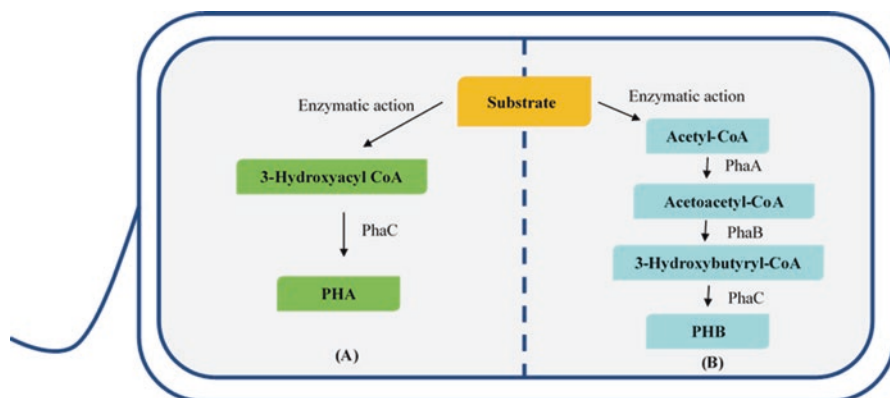 Substrate
Enzymatic action
3-Hydroxyacyl CoA
PhaC
PHA
(A)
Enzymatic action
Acetyl-CoA
PhaA
Acetoacetyl-CoA
PhaB
3-Hydroxybutyryl-CoA
PhaC
PHB
(B)